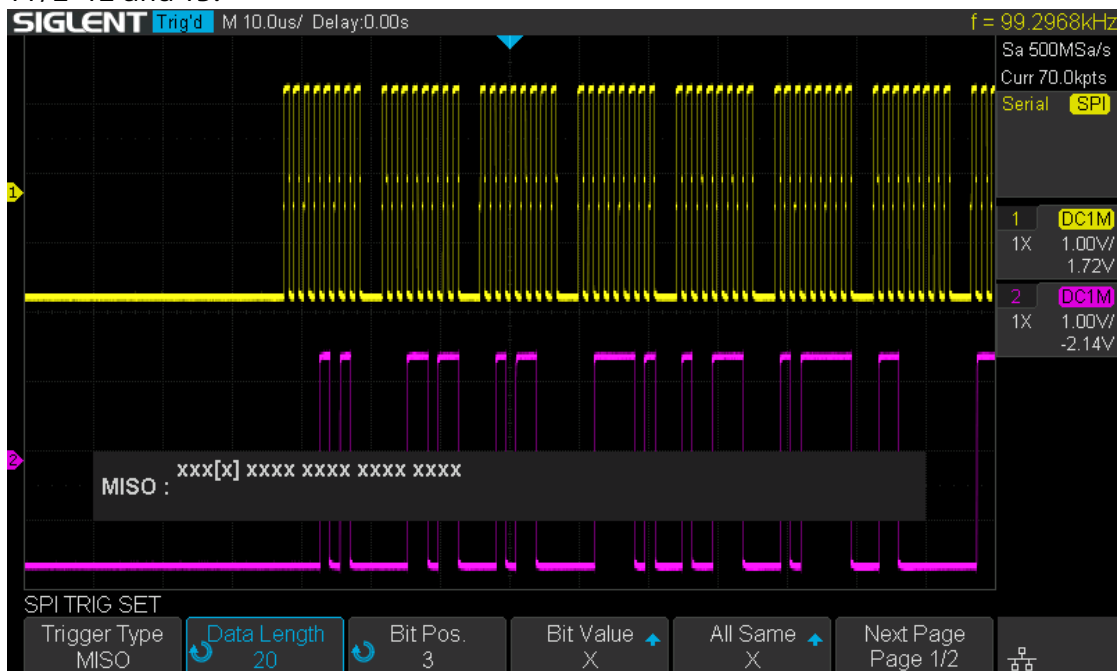 SIGLENT Trig'd M 10.0us/ Delay:0.00s f = 99.2968kHz
Sa 500MSa/s
Curr 70.0kpts
Serial SPI
1
1 DC1M
1X 1.00V/
1.72V
2 DC1M
1X 1.00V/
-2.14V
2
MISO : xxx[x] xxxx xxxx xxxx xxxx
SPI TRIG SET
Trigger Type Data Length Bit Pos. Bit Value All Same Next Page
MISO 20 3 X X Page 1/2